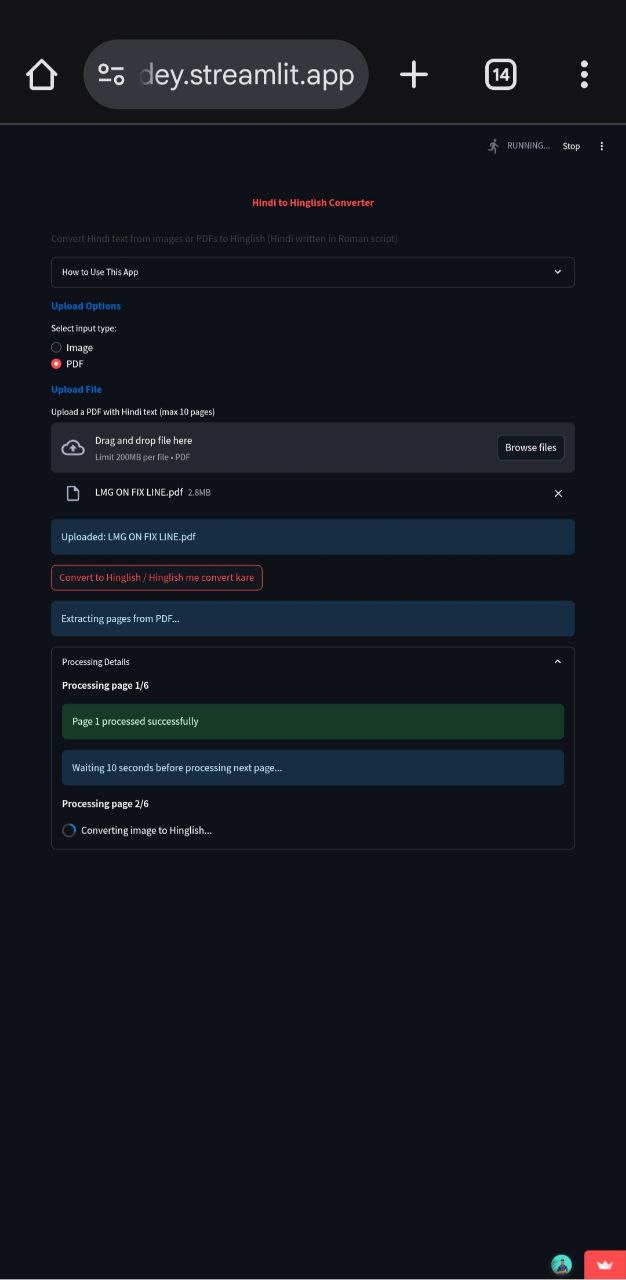 dey.streamlit.app
14
RUNNING...
Stop
Hindi to Hinglish Converter
Convert Hindi text from images or PDFs to Hinglish (Hindi written in Roman script)
How to Use This App
Upload Options
Select input type:
Image
PDF
Upload File
Upload a PDF with Hindi text (max 10 pages)
Drag and drop file here
Limit 200MB per file • PDF
Browse files
LMG ON FIX LINE.pdf 2.8MB
Uploaded: LMG ON FIX LINE.pdf
Convert to Hinglish / Hinglish me convert kare
Extracting pages from PDF...
Processing Details
Processing page 1/6
Page 1 processed successfully
Waiting 10 seconds before processing next page...
Processing page 2/6
Converting image to Hinglish...